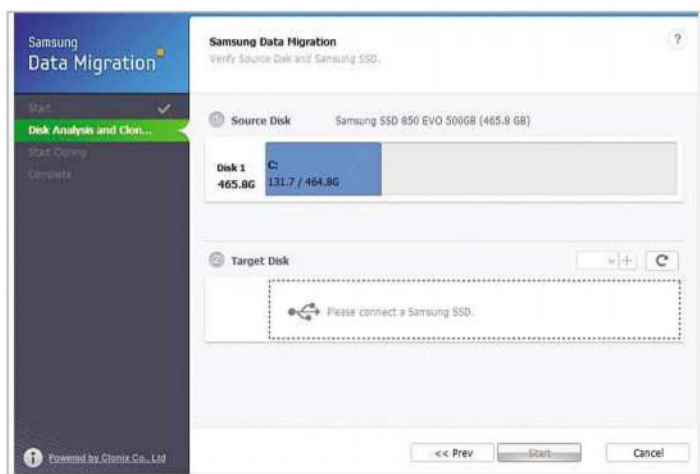 Samsung
Data Migration
Start
Disk Analysis and Clon...
Start Cloning
Complete
Powered by Clonix Co., Ltd
Samsung Data Migration
?
Verify Source Disk and Samsung SSD.
1 Source Disk Samsung SSD 850 EVO 500GB (465.8 GB)
Disk 1
465.8G
C:
131.7 / 464.8G
2 Target Disk
Please connect a Samsung SSD.
<< Prev Start Cancel